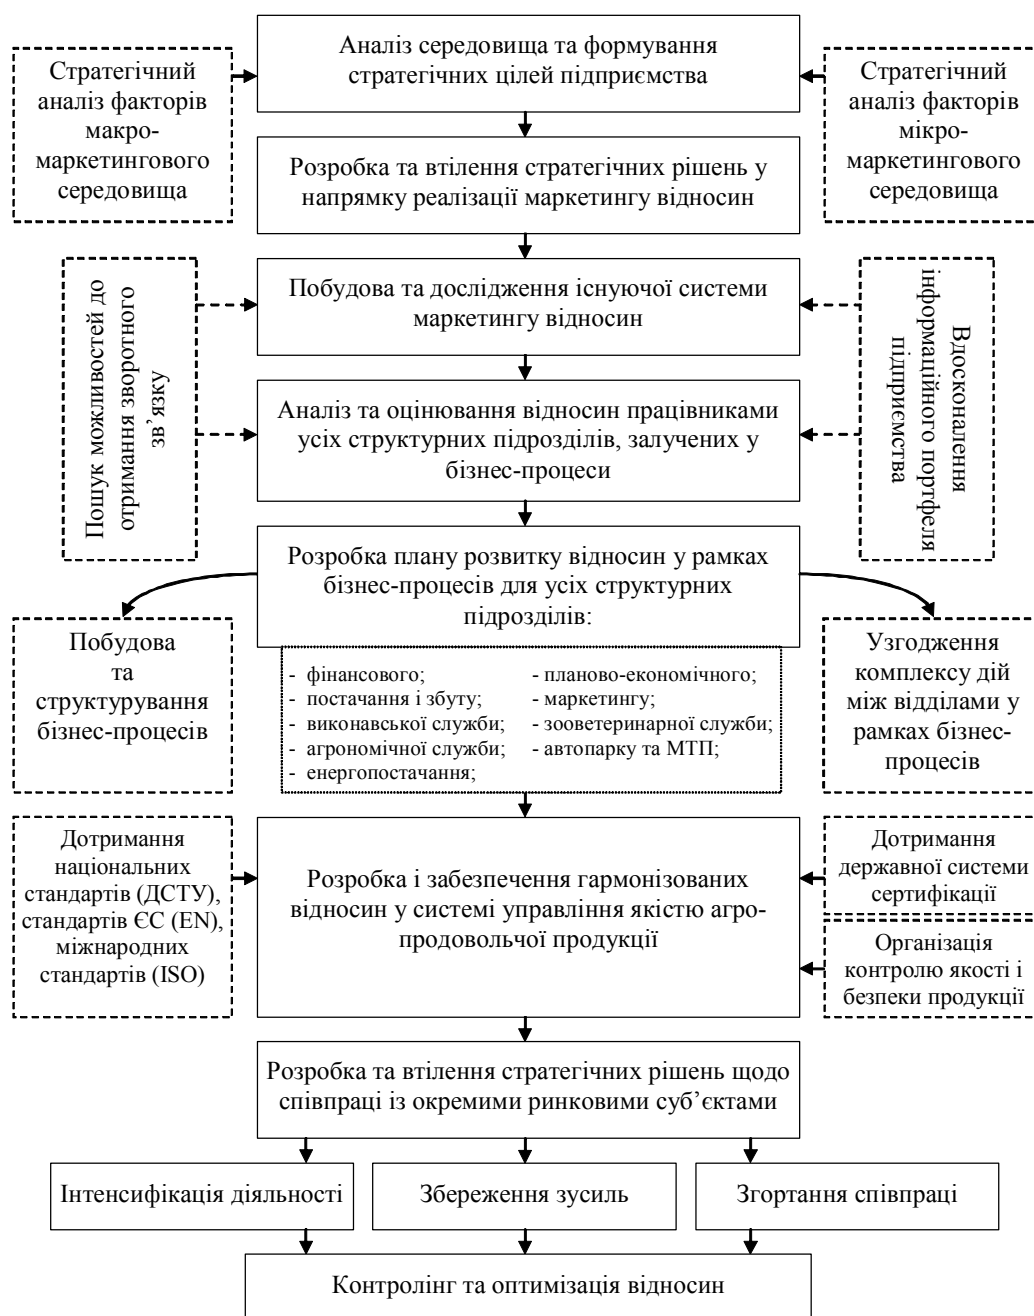 Аналіз середовища та формування
стратегічних цілей підприємства
Стратегічний
аналіз факторів
макро-
маркетингового
середовища
Стратегічний
аналіз факторів
мікро-
маркетингового
середовища
Розробка та втілення стратегічних рішень у
напрямку реалізації маркетингу відносин
Пошук можливостей до
отримання зворотного
зв’язку
Побудова та дослідження існуючої системи
маркетингу відносин
Вдосконалення
інформаційного портфеля
підприємства
Аналіз та оцінювання відносин працівниками
усіх структурних підрозділів, залучених у
бізнес-процеси
Розробка плану розвитку відносин у рамках
бізнес-процесів для усіх структурних
підрозділів:
Побудова
та
структурування
бізнес-процесів
- фінансового;
- постачання і збуту;
- виконавської служби;
- агрономічної служби;
- енергопостачання;
- планово-економічного;
- маркетингу;
- зооветеринарної служби;
- автопарку та МТП;
Узгодження
комплексу дій
між відділами у
рамках бізнес-
процесів
Дотримання
національних
стандартів (ДСТУ),
стандартів ЄС (EN),
міжнародних
стандартів (ISO)
Розробка і забезпечення гармонізованих
відносин у системі управління якістю агро-
продовольчої продукції
Дотримання
державної системи
сертифікації
Організація
контролю якості і
безпеки продукції
Розробка та втілення стратегічних рішень щодо
співпраці із окремими ринковими суб’єктами
Інтенсифікація діяльності
Збереження зусиль
Згортання співпраці
Контролінг та оптимізація відносин